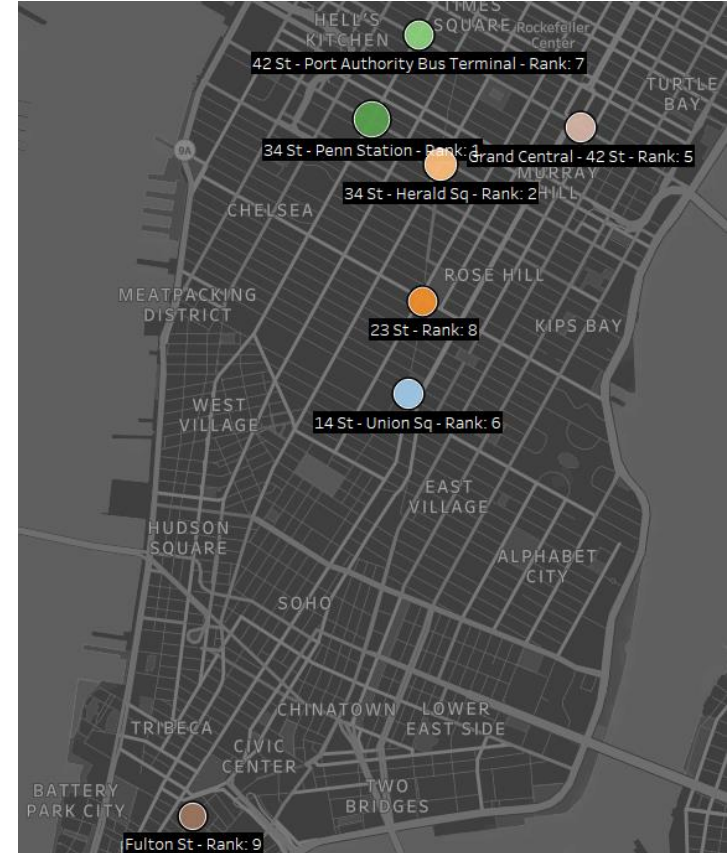 TIMES
SQUARE
HELL'S
KITCHEN
Rockefeller
Center
42 St - Port Authority Bus Terminal - Rank: 7
TURTLE
BAY
9A
34 St - Penn Station - Rank: 1
Grand Central - 42 St - Rank: 5
MURRAY
HILL
34 St - Herald Sq - Rank: 2
CHELSEA
ROSE HILL
MEATPACKING
DISTRICT
23 St - Rank: 8
KIPS BAY
WEST
VILLAGE
14 St - Union Sq - Rank: 6
EAST
VILLAGE
HUDSON
SQUARE
ALPHABET
CITY
SOHO
CHINATOWN
LOWER
EAST SIDE
TRIBECA
CIVIC
CENTER
BATTERY
PARK CITY
TWO
BRIDGES
Fulton St - Rank: 9